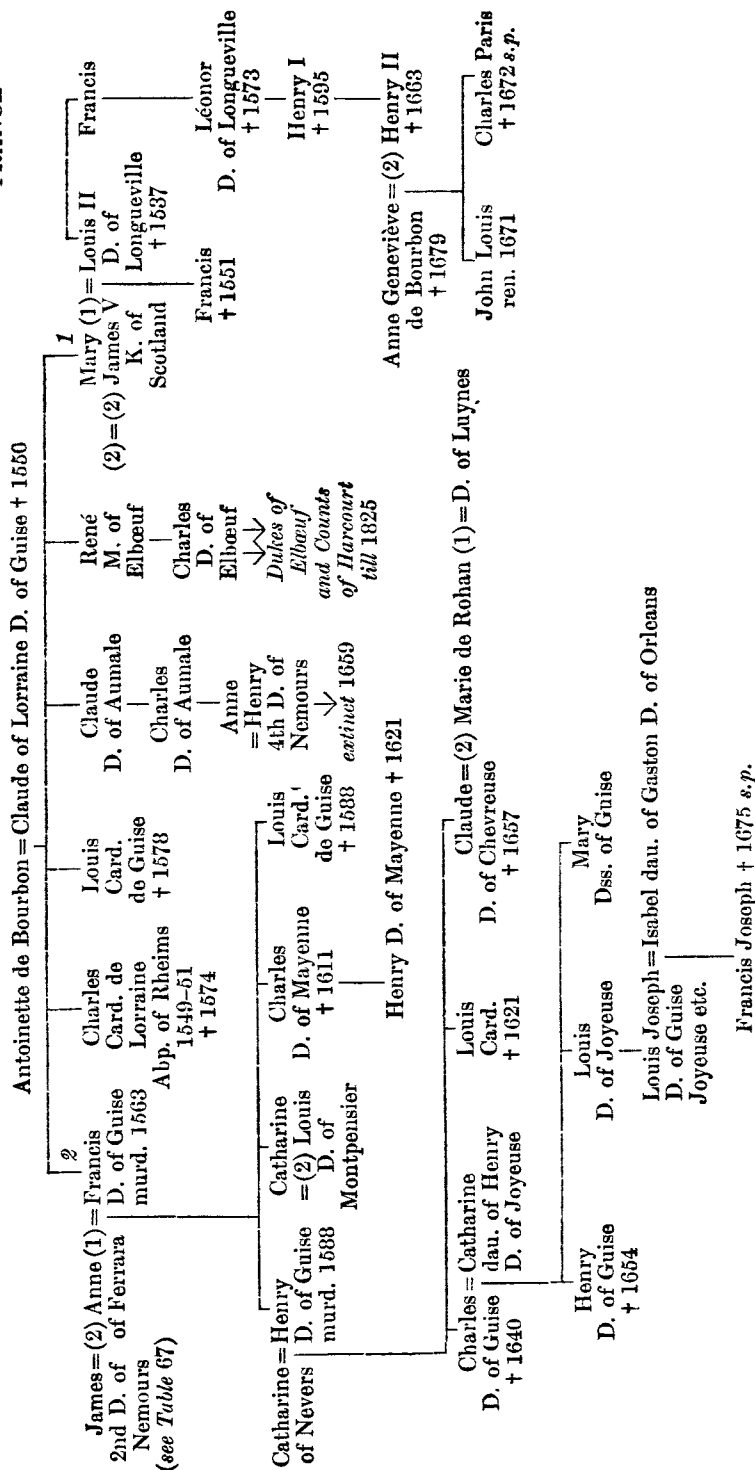 Antoinette de Bourbon = Claude of Lorraine D. of Guise † 1550
2
1
James = (2) Anne (1) = Francis
2nd D. of of Ferrara D. of Guise
Nemours murd. 1563
(see Table 67)
Charles
Card. de
Lorraine
Abp. of Rheims
1549–51
† 1574
Louis
Card.
de Guise
† 1578
Claude
D. of Aumale
Charles
D. of Aumale
Anne
= Henry
4th D. of
Nemours
extinct 1659
René
M. of
Elbœuf
Charles
D. of
Elbœuf
Dukes of
Elbœuf
and Counts
of Harcourt
till 1825
Mary (1) = Louis II
(2) = (2) James V D. of
K. of Longueville
Scotland † 1537
Francis
† 1551
Francis
Léonor
D. of Longueville
† 1573
Henry I
† 1595
Anne Geneviève = (2) Henry II
de Bourbon † 1663
† 1679
John Louis
ren. 1671
Charles Paris
† 1672 s.p.
Catharine = Henry
of Nevers D. of Guise
murd. 1588
Catharine
= (2) Louis
D. of
Montpensier
Charles
D. of Mayenne
† 1611
Henry D. of Mayenne † 1621
Louis
Card.
de Guise
† 1588
Charles = Catharine
D. of Guise dau. of Henry
† 1640 D. of Joyeuse
Louis
Card.
† 1621
Claude = (2) Marie de Rohan (1) = D. of Luynes
D. of Chevreuse
† 1657
Henry
D. of Guise
† 1654
Louis
D. of Joyeuse
Mary
Dss. of Guise
Louis Joseph = Isabel dau. of Gaston D. of Orleans
D. of Guise
Joyeuse etc.
Francis Joseph † 1675 s.p.